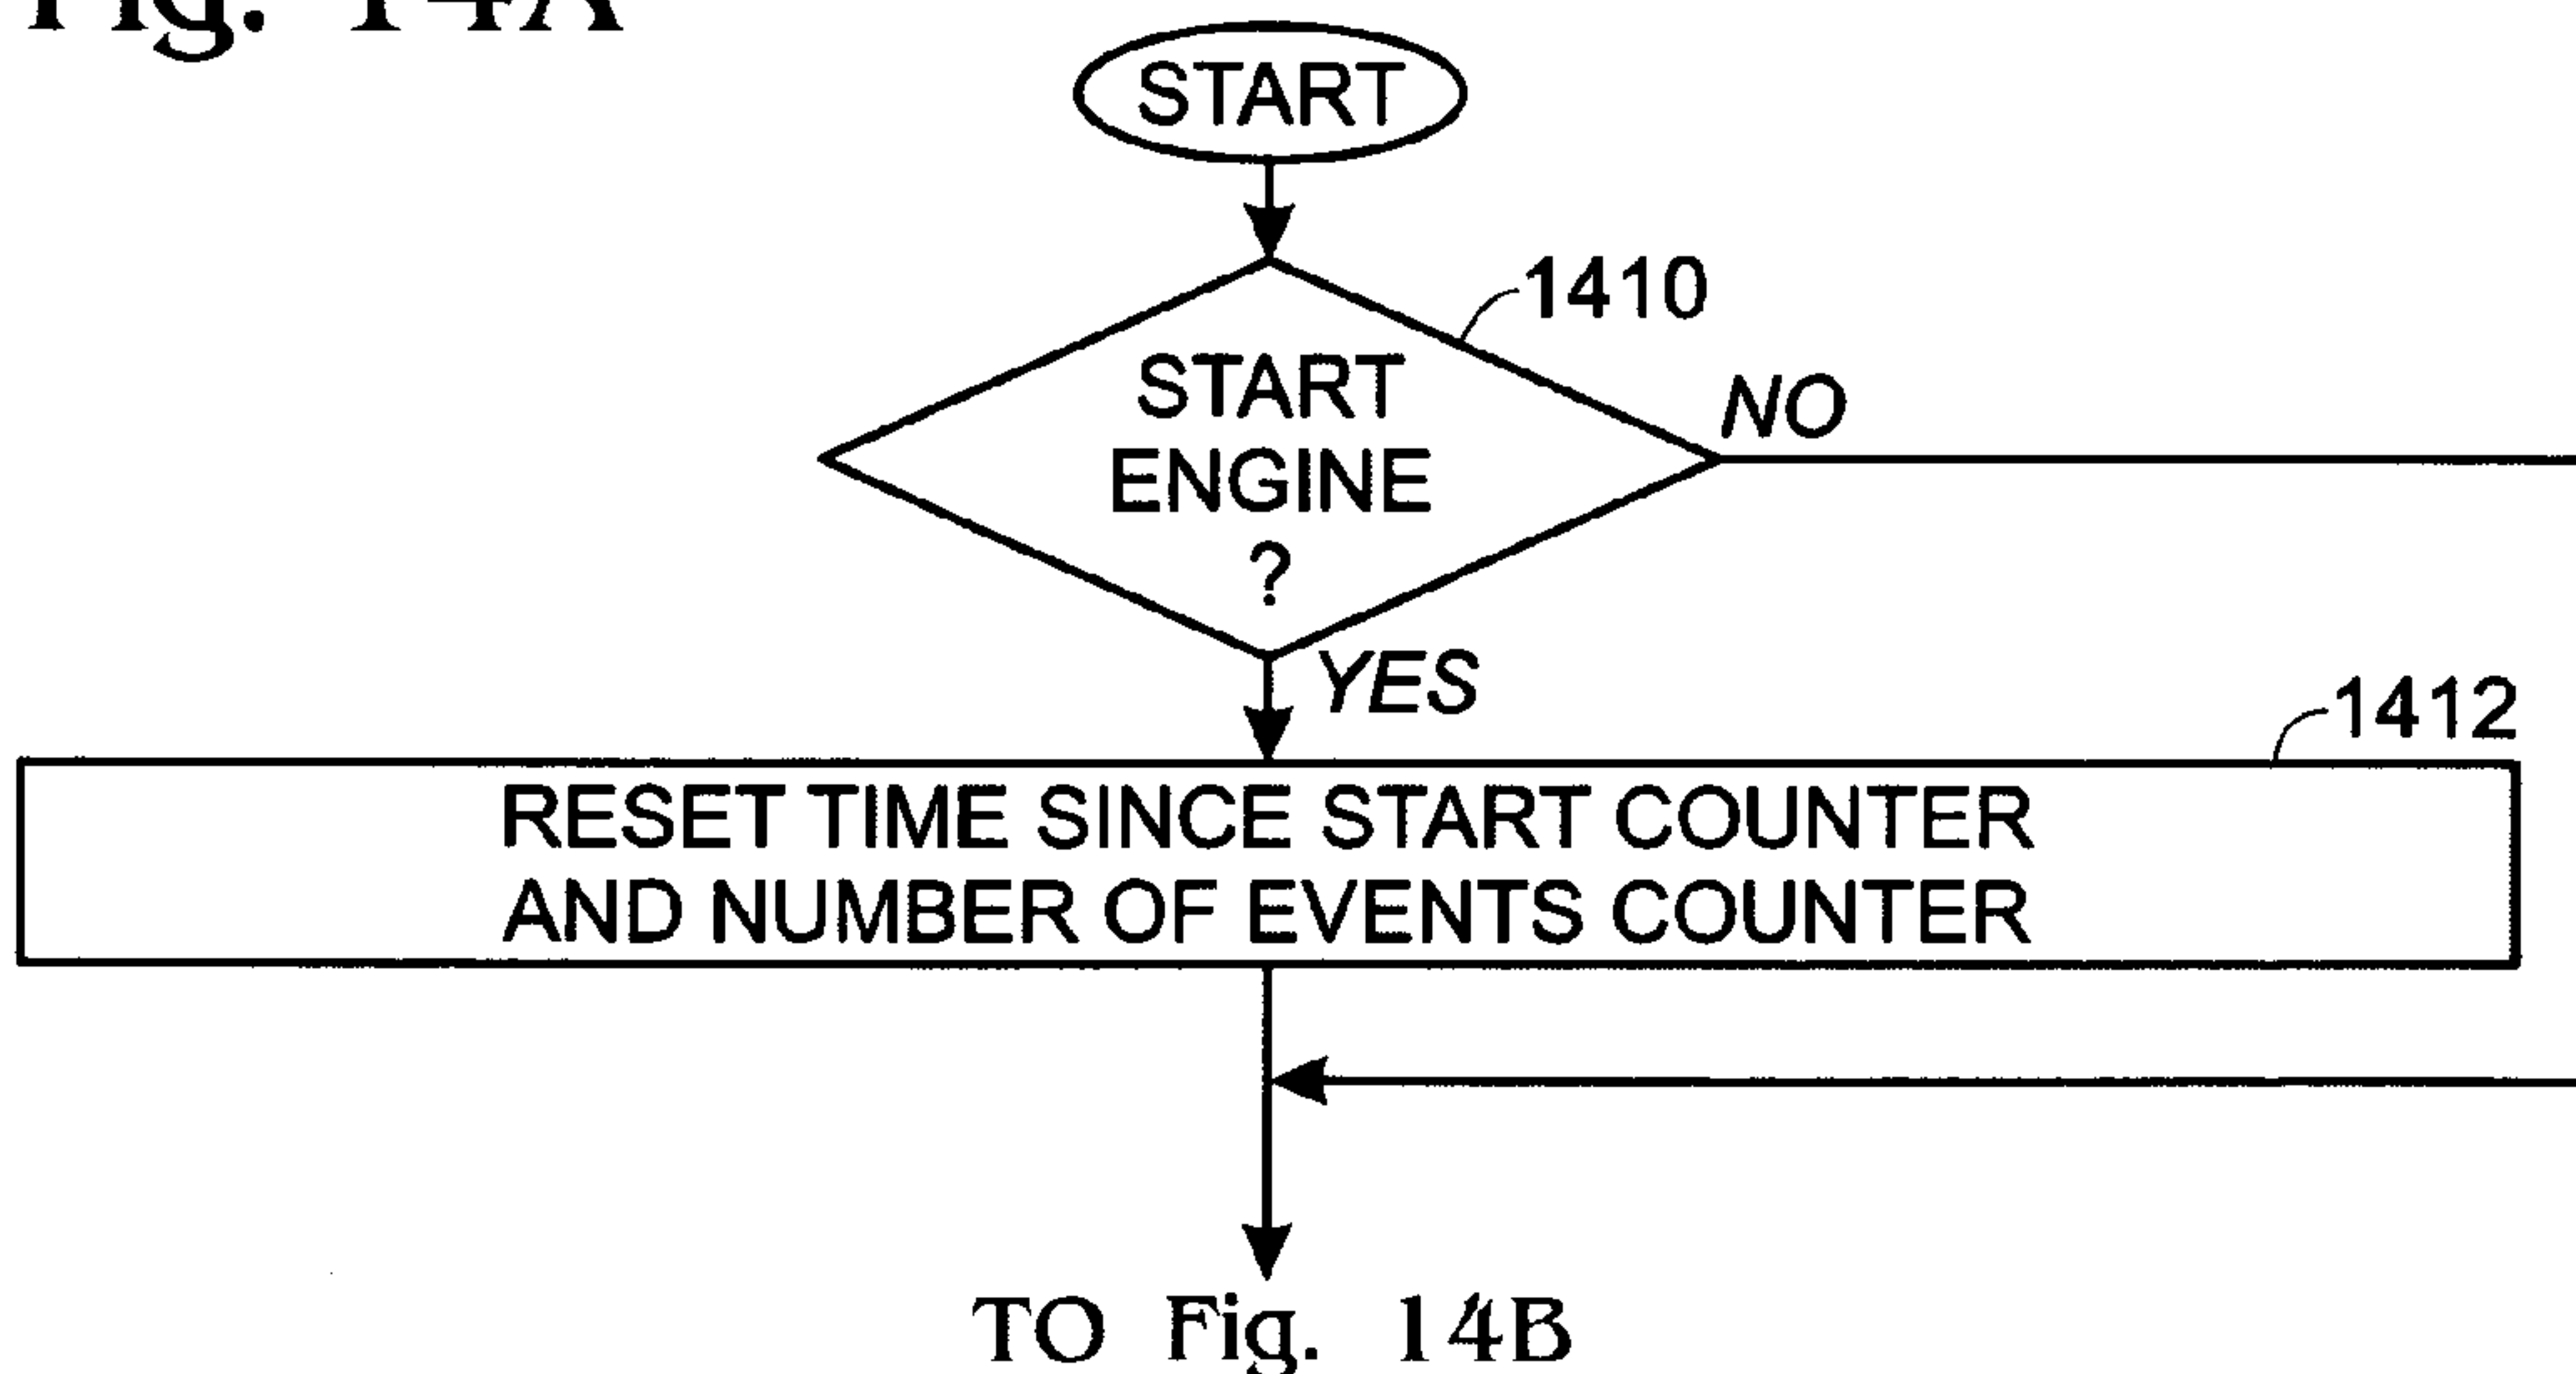 Fig. 14A
START
1410
START
ENGINE
?
NO
YES
1412
RESET TIME SINCE START COUNTER
AND NUMBER OF EVENTS COUNTER
TO Fig. 14B